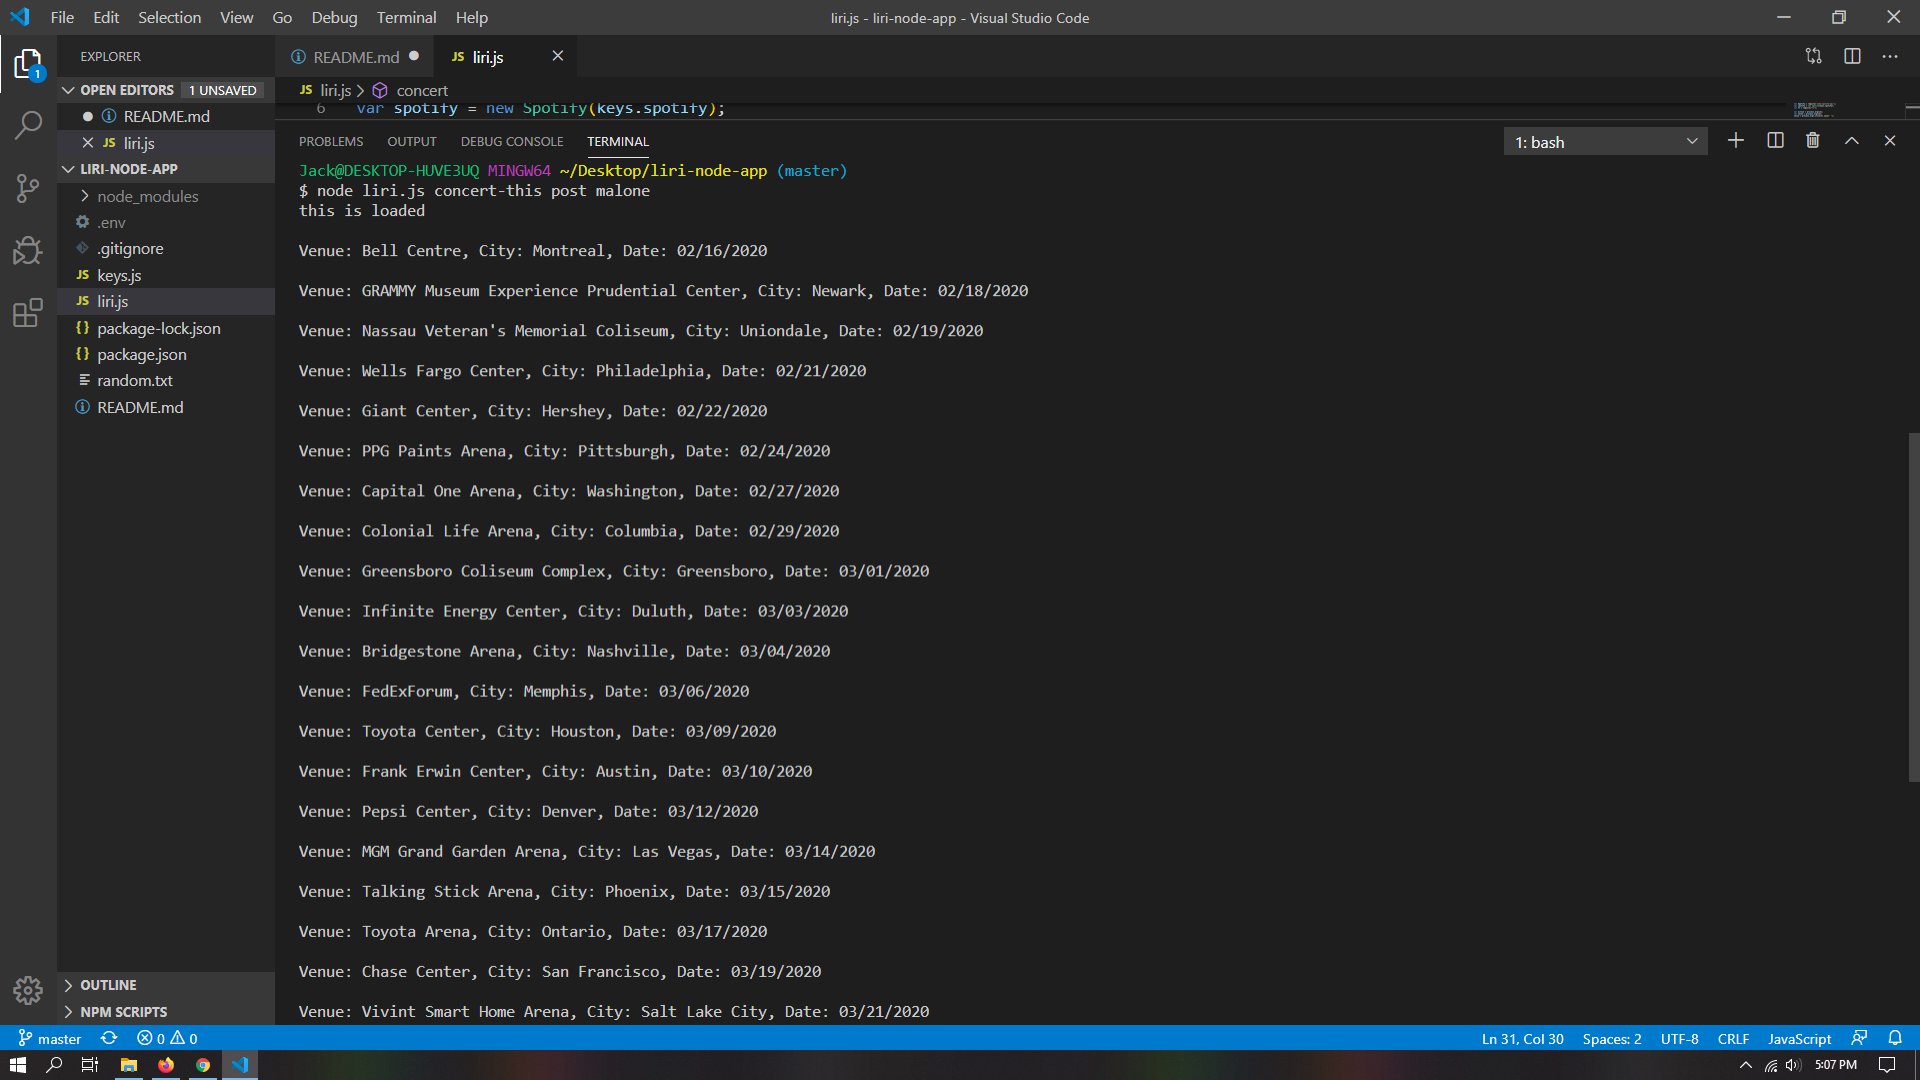 File Edit Selection View Go Debug Terminal Help
liri.js - liri-node-app - Visual Studio Code
1
EXPLORER
OPEN EDITORS 1 UNSAVED
README.md
JS liri.js
LIRI-NODE-APP
node_modules
.env
.gitignore
JS keys.js
JS liri.js
{} package-lock.json
{} package.json
random.txt
README.md
OUTLINE
NPM SCRIPTS
README.md
JS liri.js
JS liri.js > concert
6 var spotify = new Spotify(keys.spotify);
PROBLEMS OUTPUT DEBUG CONSOLE TERMINAL
1: bash
Jack@DESKTOP-HUVE3UQ MINGW64 ~/Desktop/liri-node-app (master)
$ node liri.js concert-this post malone
this is loaded
Venue: Bell Centre, City: Montreal, Date: 02/16/2020
Venue: GRAMMY Museum Experience Prudential Center, City: Newark, Date: 02/18/2020
Venue: Nassau Veteran's Memorial Coliseum, City: Uniondale, Date: 02/19/2020
Venue: Wells Fargo Center, City: Philadelphia, Date: 02/21/2020
Venue: Giant Center, City: Hershey, Date: 02/22/2020
Venue: PPG Paints Arena, City: Pittsburgh, Date: 02/24/2020
Venue: Capital One Arena, City: Washington, Date: 02/27/2020
Venue: Colonial Life Arena, City: Columbia, Date: 02/29/2020
Venue: Greensboro Coliseum Complex, City: Greensboro, Date: 03/01/2020
Venue: Infinite Energy Center, City: Duluth, Date: 03/03/2020
Venue: Bridgestone Arena, City: Nashville, Date: 03/04/2020
Venue: FedExForum, City: Memphis, Date: 03/06/2020
Venue: Toyota Center, City: Houston, Date: 03/09/2020
Venue: Frank Erwin Center, City: Austin, Date: 03/10/2020
Venue: Pepsi Center, City: Denver, Date: 03/12/2020
Venue: MGM Grand Garden Arena, City: Las Vegas, Date: 03/14/2020
Venue: Talking Stick Arena, City: Phoenix, Date: 03/15/2020
Venue: Toyota Arena, City: Ontario, Date: 03/17/2020
Venue: Chase Center, City: San Francisco, Date: 03/19/2020
Venue: Vivint Smart Home Arena, City: Salt Lake City, Date: 03/21/2020
master 0 0
Ln 31, Col 30 Spaces: 2 UTF-8 CRLF JavaScript
5:07 PM